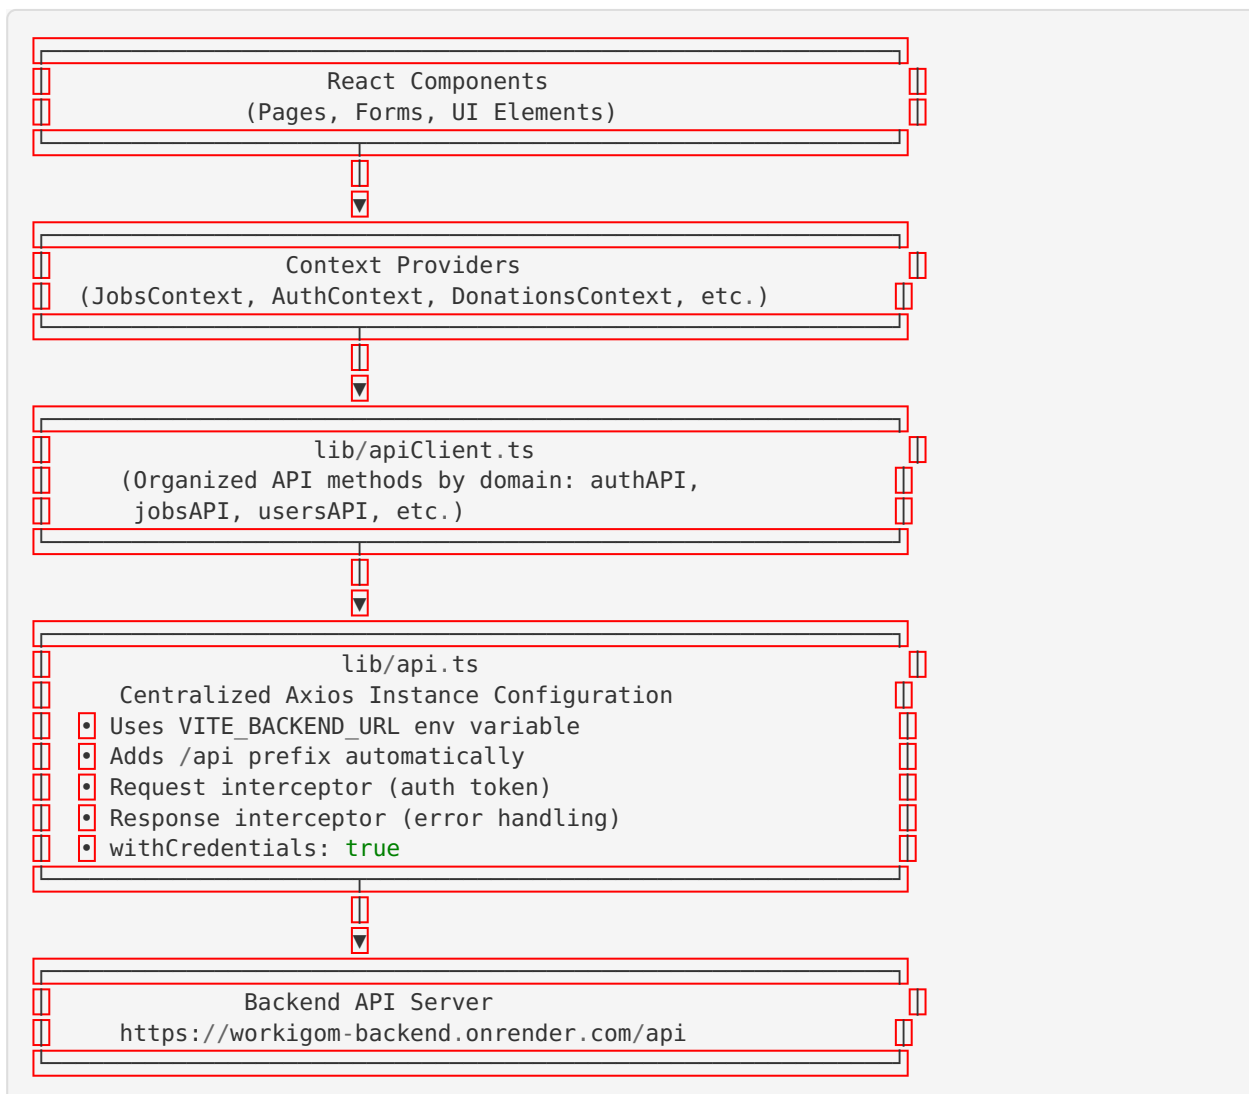 React Components
(Pages, Forms, UI Elements)
▼
Context Providers
(JobsContext, AuthContext, DonationsContext, etc.)
▼
lib/apiClient.ts
(Organized API methods by domain: authAPI,
jobsAPI, usersAPI, etc.)
▼
lib/api.ts
Centralized Axios Instance Configuration
• Uses VITE_BACKEND_URL env variable
• Adds /api prefix automatically
• Request interceptor (auth token)
• Response interceptor (error handling)
• withCredentials: true
▼
Backend API Server
https://workigom-backend.onrender.com/api